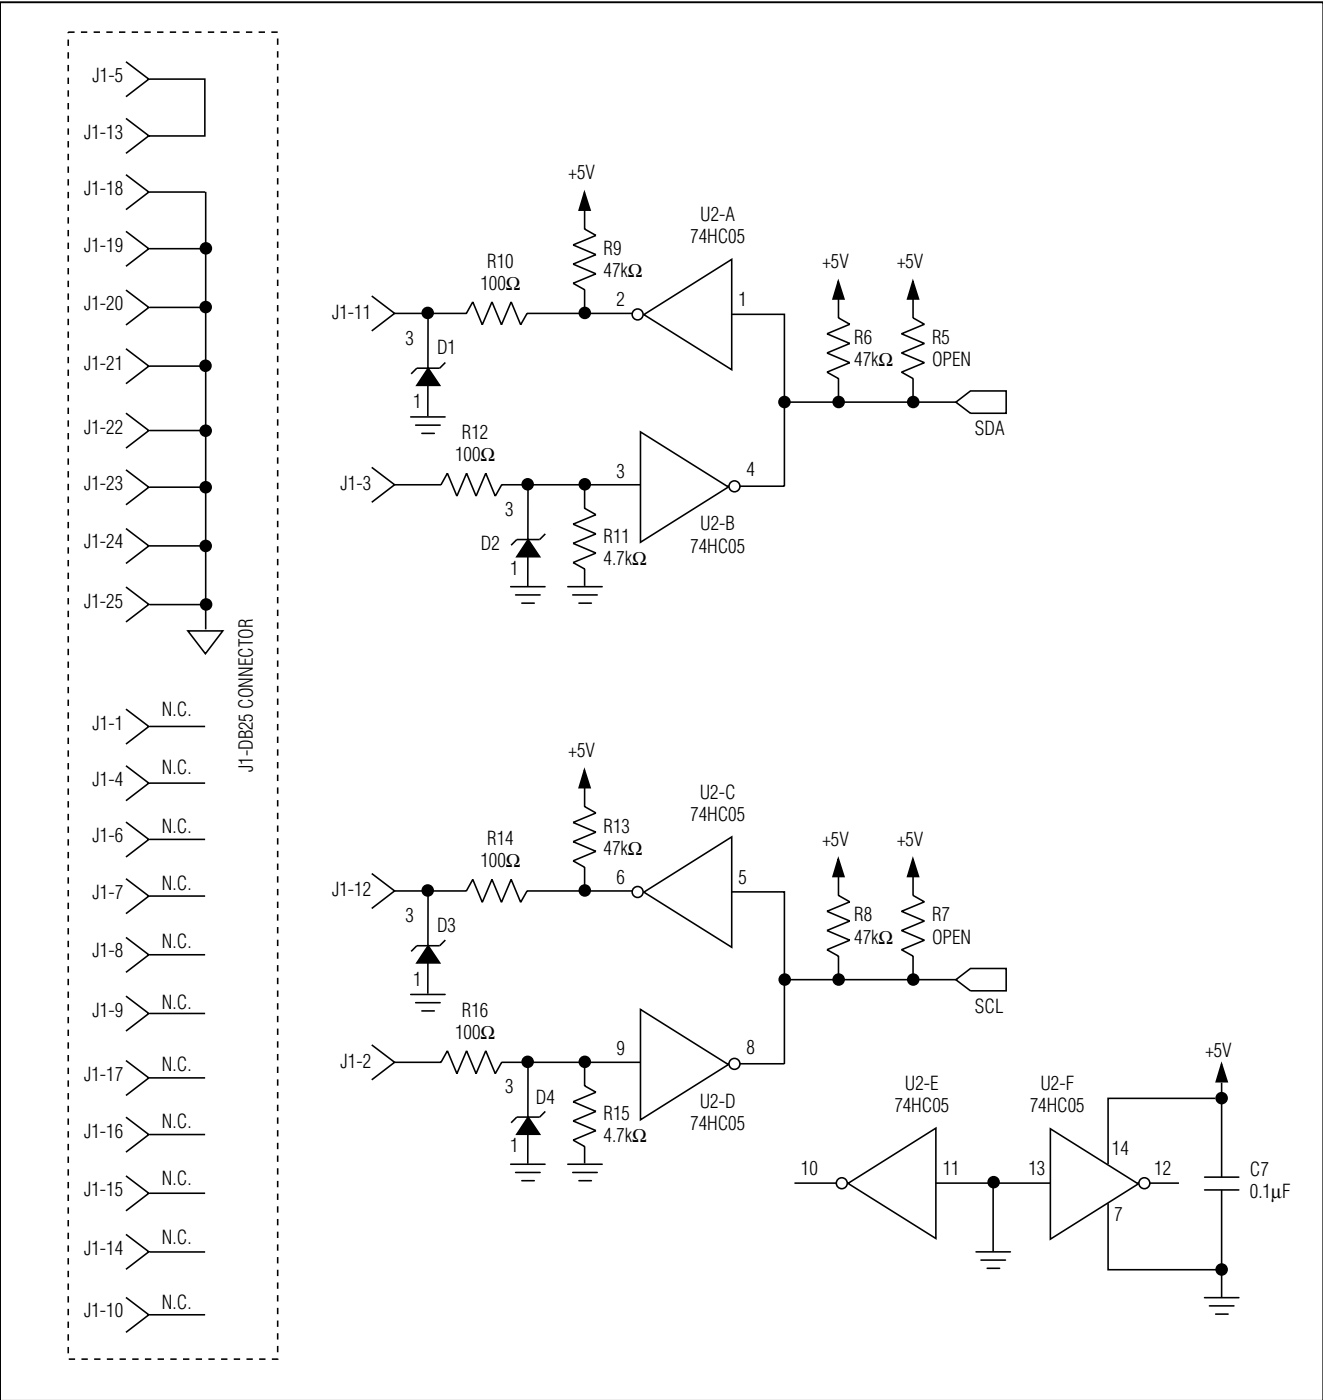 J1-5
J1-13
J1-18
J1-19
J1-20
J1-21
J1-22
J1-23
J1-24
J1-25
J1-DB25 CONNECTOR
J1-1 N.C.
J1-4 N.C.
J1-6 N.C.
J1-7 N.C.
J1-8 N.C.
J1-9 N.C.
J1-17 N.C.
J1-16 N.C.
J1-15 N.C.
J1-14 N.C.
J1-10 N.C.
+5V
U2-A
74HC05
R9
47kΩ
R10
100Ω
J1-11
2
1
3
D1
1
+5V
+5V
R6
47kΩ
R5
OPEN
SDA
R12
100Ω
J1-3
3
4
3
D2
1
R11
4.7kΩ
U2-B
74HC05
+5V
U2-C
74HC05
R13
47kΩ
R14
100Ω
J1-12
6
5
3
D3
1
+5V
+5V
R8
47kΩ
R7
OPEN
SCL
R16
100Ω
J1-2
9
8
3
D4
1
R15
4.7kΩ
U2-D
74HC05
U2-E
74HC05
10
11
U2-F
74HC05
13
14
12
7
+5V
C7
0.1µF